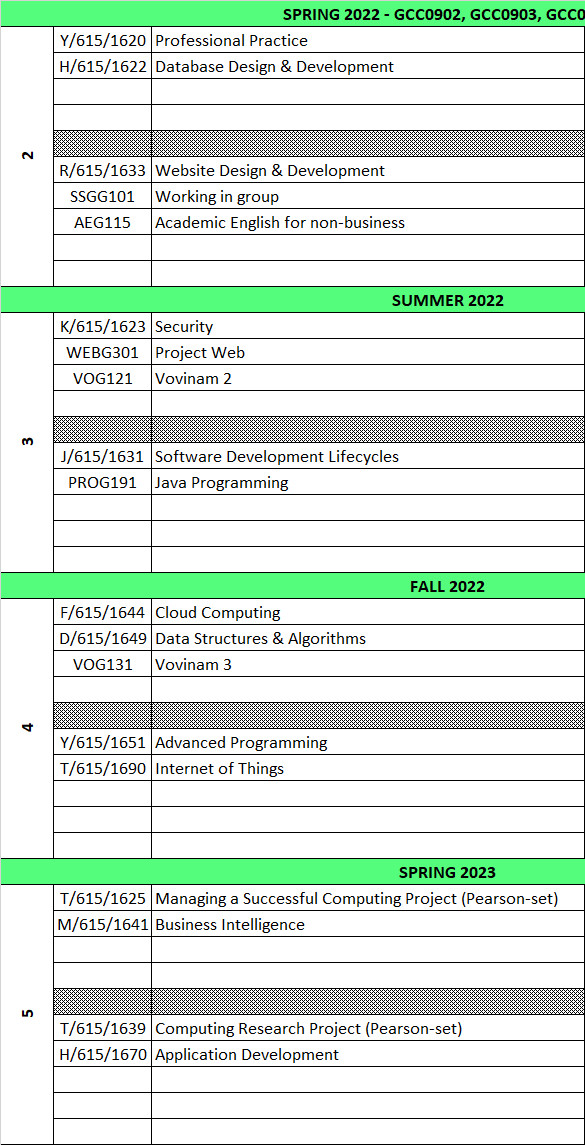 SPRING 2022 - GCC0902, GCC0903, GCC0
2
Y/615/1620 Professional Practice
H/615/1622 Database Design & Development
R/615/1633 Website Design & Development
SSGG101 Working in group
AEG115 Academic English for non-business
SUMMER 2022
3
K/615/1623 Security
WEBG301 Project Web
VOG121 Vovinam 2
J/615/1631 Software Development Lifecycles
PROG191 Java Programming
FALL 2022
4
F/615/1644 Cloud Computing
D/615/1649 Data Structures & Algorithms
VOG131 Vovinam 3
Y/615/1651 Advanced Programming
T/615/1690 Internet of Things
SPRING 2023
5
T/615/1625 Managing a Successful Computing Project (Pearson-set)
M/615/1641 Business Intelligence
T/615/1639 Computing Research Project (Pearson-set)
H/615/1670 Application Development